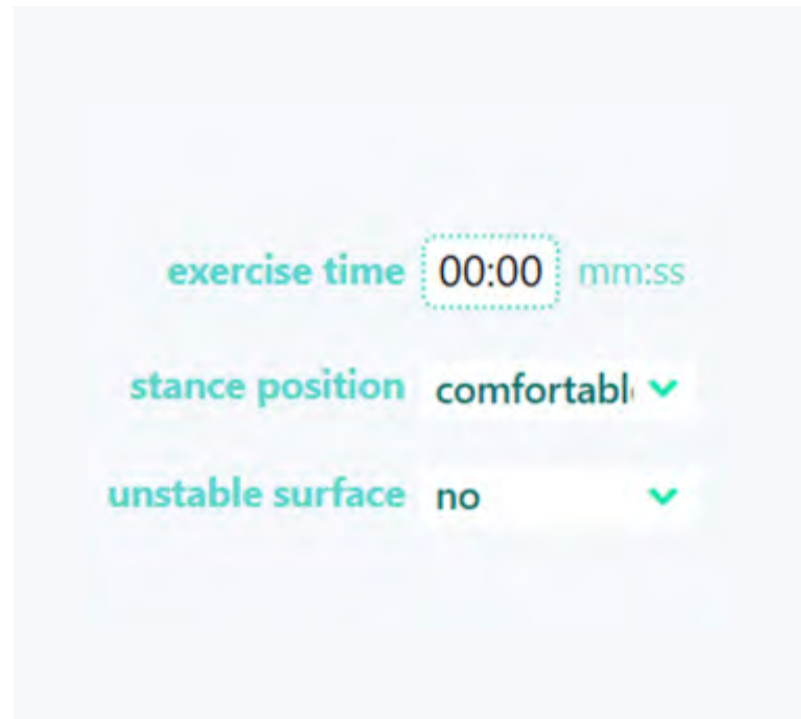 exercise time 00:00 mm:ss
stance position comfortabl
unstable surface no